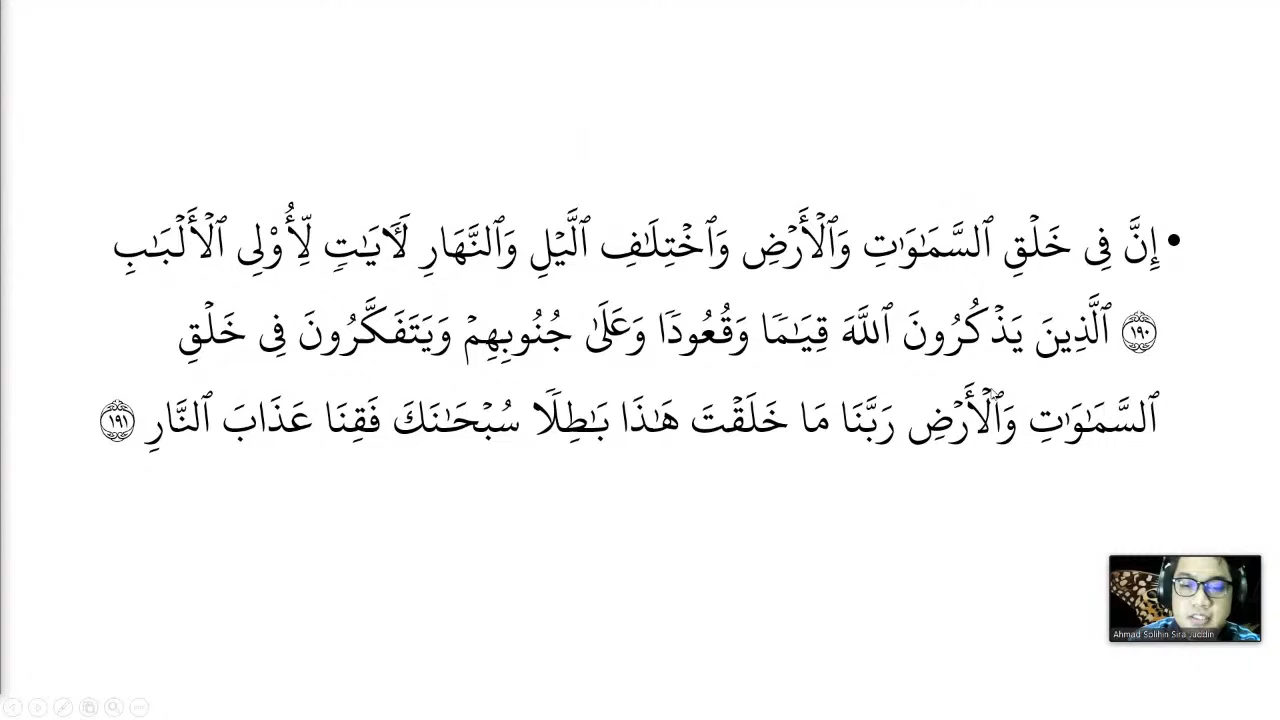 • إِنَّ فِى خَلْقِ ٱلسَّمَٰوَٰتِ وَٱلْأَرْضِ وَٱخْتِلَٰفِ ٱلَّيْلِ وَٱلنَّهَارِ لَءَايَٰتٍ لِّأُو۟لِى ٱلْأَلْبَٰبِ
١٩٠ ٱلَّذِينَ يَذْكُرُونَ ٱللَّهَ قِيَٰمًا وَقُعُودًا وَعَلَىٰ جُنُوبِهِمْ وَيَتَفَكَّرُونَ فِى خَلْقِ
ٱلسَّمَٰوَٰتِ وَٱلْأَرْضِ رَبَّنَا مَا خَلَقْتَ هَٰذَا بَٰطِلًا سُبْحَٰنَكَ فَقِنَا عَذَابَ ٱلنَّارِ ١٩١
Ahmad Solihin Sirajuddin